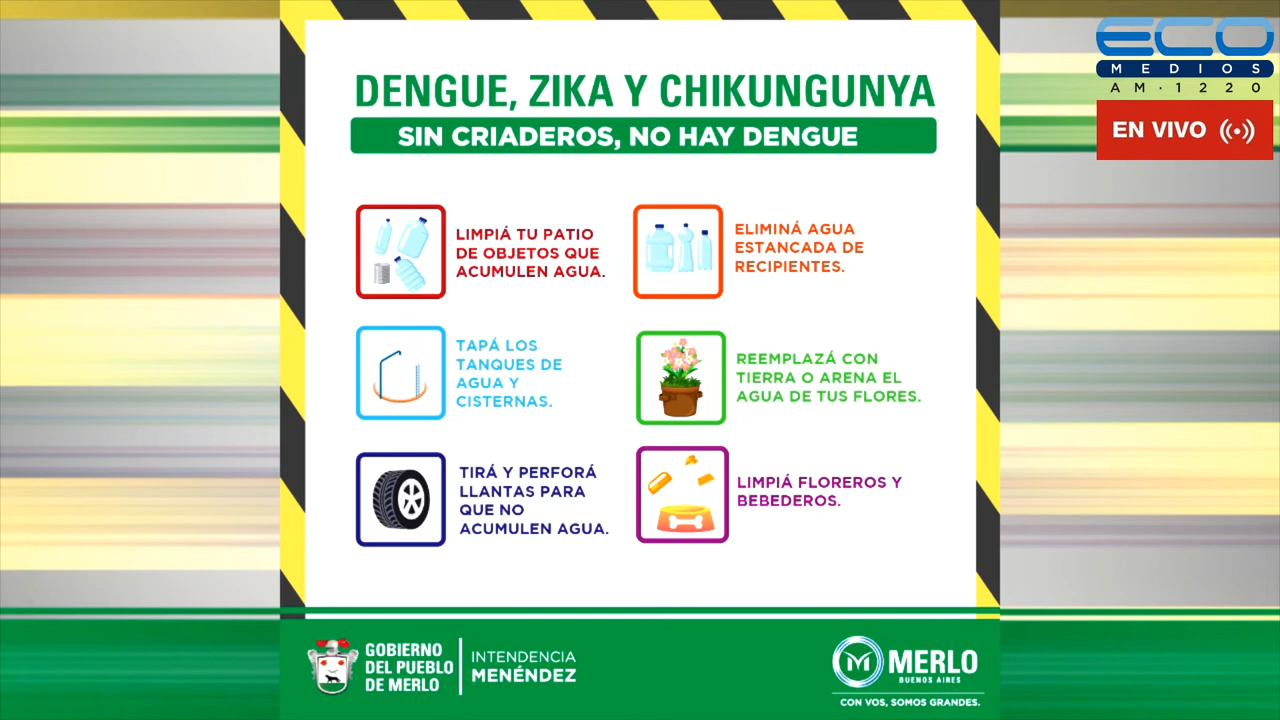 DENGUE, ZIKA Y CHIKUNGUNYA
SIN CRIADEROS, NO HAY DENGUE
LIMPIÁ TU PATIO
DE OBJETOS QUE
ACUMULEN AGUA.
ELIMINÁ AGUA
ESTANCADA DE
RECIPIENTES.
TAPÁ LOS
TANQUES DE
AGUA Y
CISTERNAS.
REEMPLAZÁ CON
TIERRA O ARENA EL
AGUA DE TUS FLORES.
TIRÁ Y PERFORÁ
LLANTAS PARA
QUE NO
ACUMULEN AGUA.
LIMPIÁ FLOREROS Y
BEBEDEROS.
GOBIERNO
DEL PUEBLO
DE MERLO
INTENDENCIA
MENÉNDEZ
MERLO
BUENOS AIRES
CON VOS, SOMOS GRANDES.
ECO
MEDIOS
AM·1220
EN VIVO